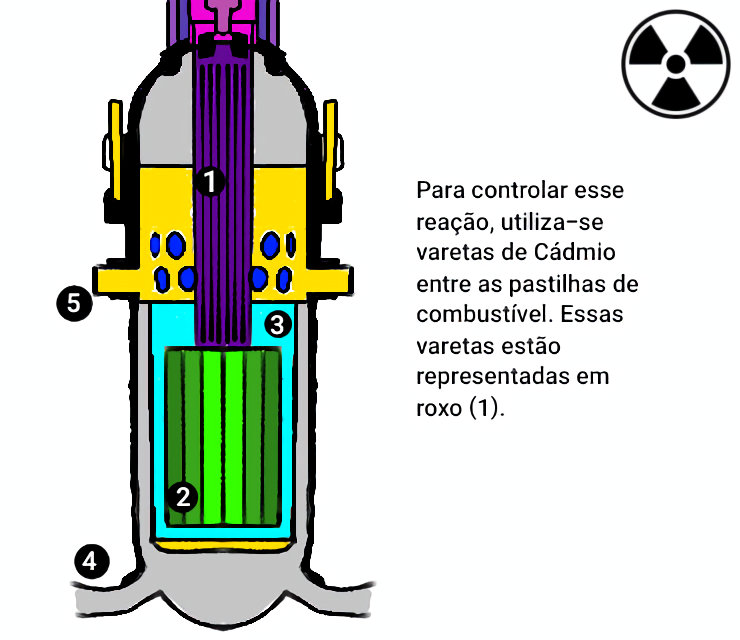 1
Para controlar esse
reação, utiliza-se
varetas de Cádmio
entre as pastilhas de
combustível. Essas
varetas estão
representadas em
roxo (1).
5
3
2
4